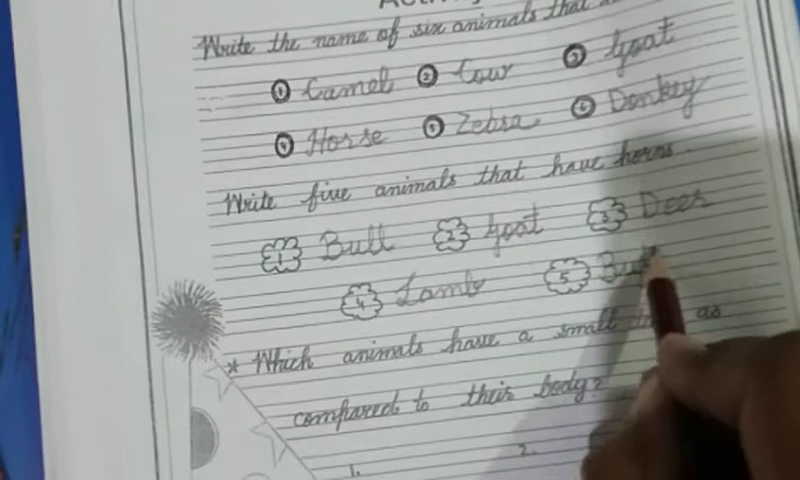 Write the name of six animals that
1 Camel 2 Cow 3 Goat
4 Horse 5 Zebra. 6 Donkey
Write five animals that have horns.
1 Bull 2 Goat 3 Deer
4 Lamb 5 Bu
* Which animals have a small as
compared to their body?
1. 2.